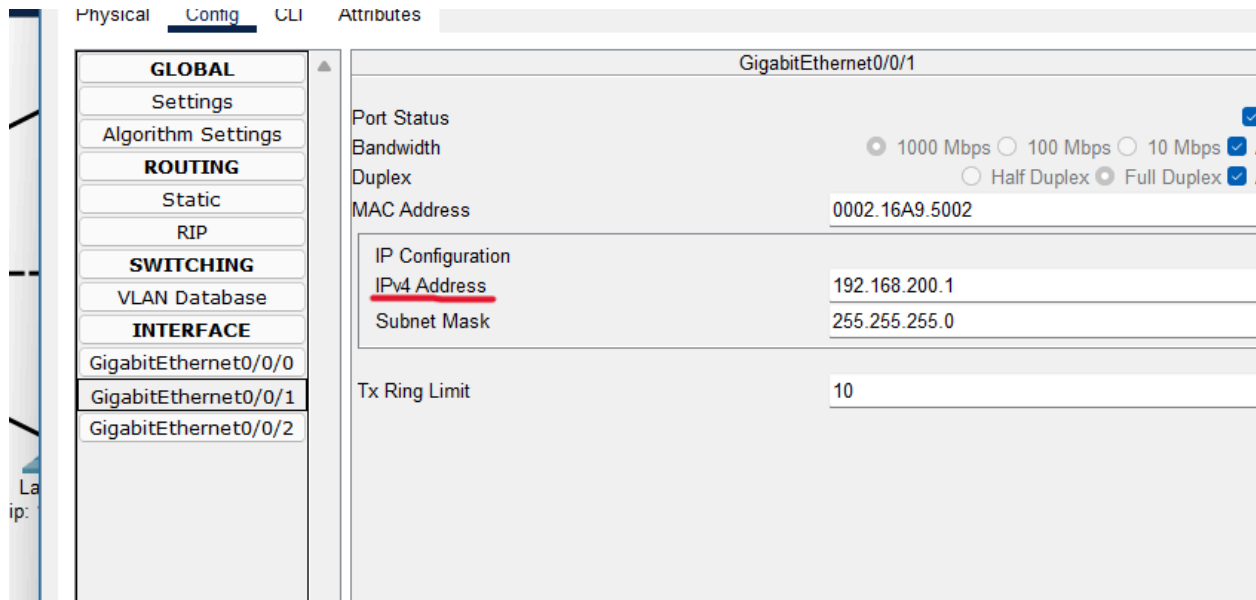 Physical Config CLI Attributes
GLOBAL
Settings
Algorithm Settings
ROUTING
Static
RIP
SWITCHING
VLAN Database
INTERFACE
GigabitEthernet0/0/0
GigabitEthernet0/0/1
GigabitEthernet0/0/2
GigabitEthernet0/0/1
Port Status
Bandwidth 1000 Mbps 100 Mbps 10 Mbps
Duplex Half Duplex Full Duplex
MAC Address 0002.16A9.5002
IP Configuration
IPv4 Address 192.168.200.1
Subnet Mask 255.255.255.0
Tx Ring Limit 10
La
ip: